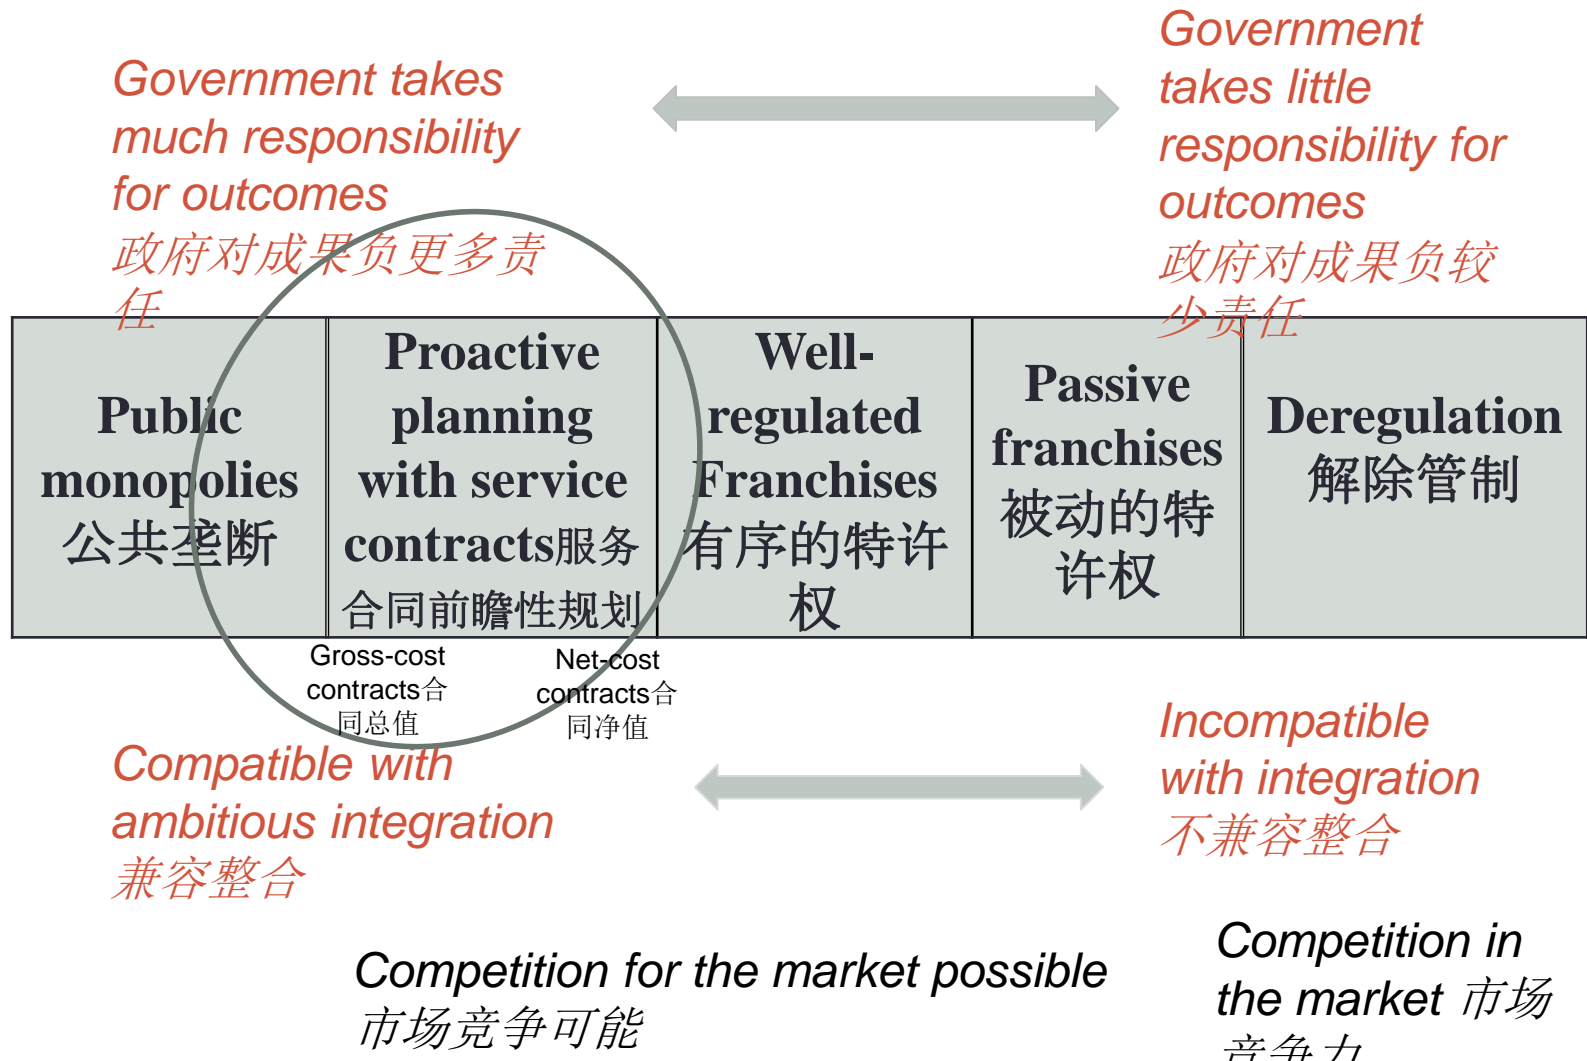 Government takes
much responsibility
for outcomes
政府对成果负更多责
任
Government
takes little
responsibility for
outcomes
政府对成果负较
少责任
Public
monopolies
公共垄断
Proactive
planning
with service
contracts服务
合同前瞻性规划
Well-
regulated
Franchises
有序的特许
权
Passive
franchises
被动的特
许权
Deregulation
解除管制
Gross-cost
contracts合
同总值
Net-cost
contracts合
同净值
Compatible with
ambitious integration
兼容整合
Incompatible
with integration
不兼容整合
Competition for the market possible
市场竞争可能
Competition in
the market 市场
竞争力